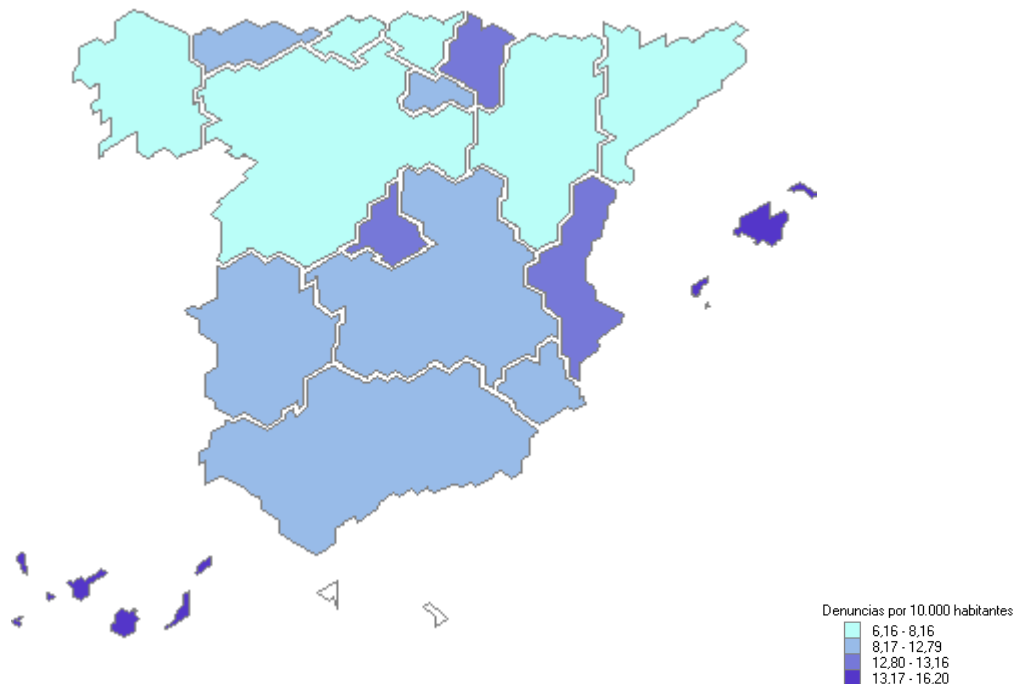 Denuncias por 10.000 habitantes
6,16 - 8,16
8,17 - 12,79
12,80 - 13,16
13,17 - 16,20